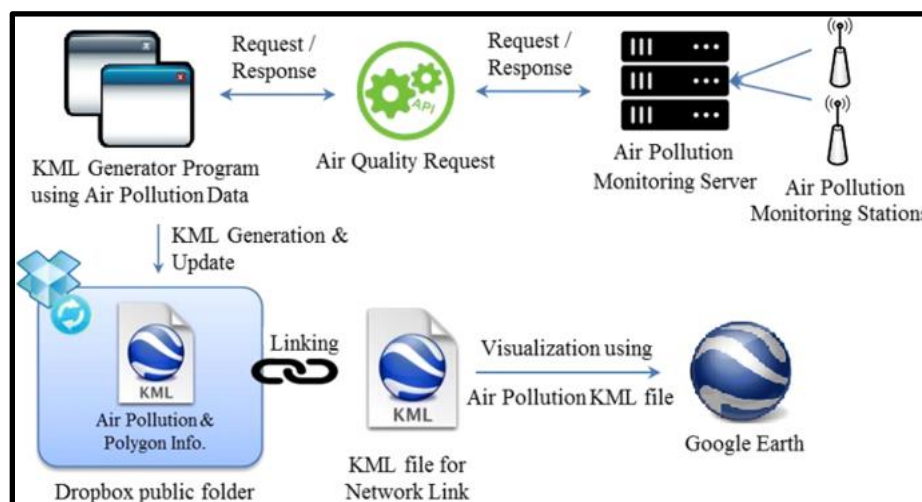 Request /
Response
Request /
Response
API
KML Generator Program
using Air Pollution Data
Air Quality Request
Air Pollution
Monitoring Server
Air Pollution
Monitoring Stations
KML Generation &
Update
KML
Air Pollution &
Polygon Info.
Dropbox public folder
Linking
KML
KML file for
Network Link
Visualization using
Air Pollution KML file
Google Earth